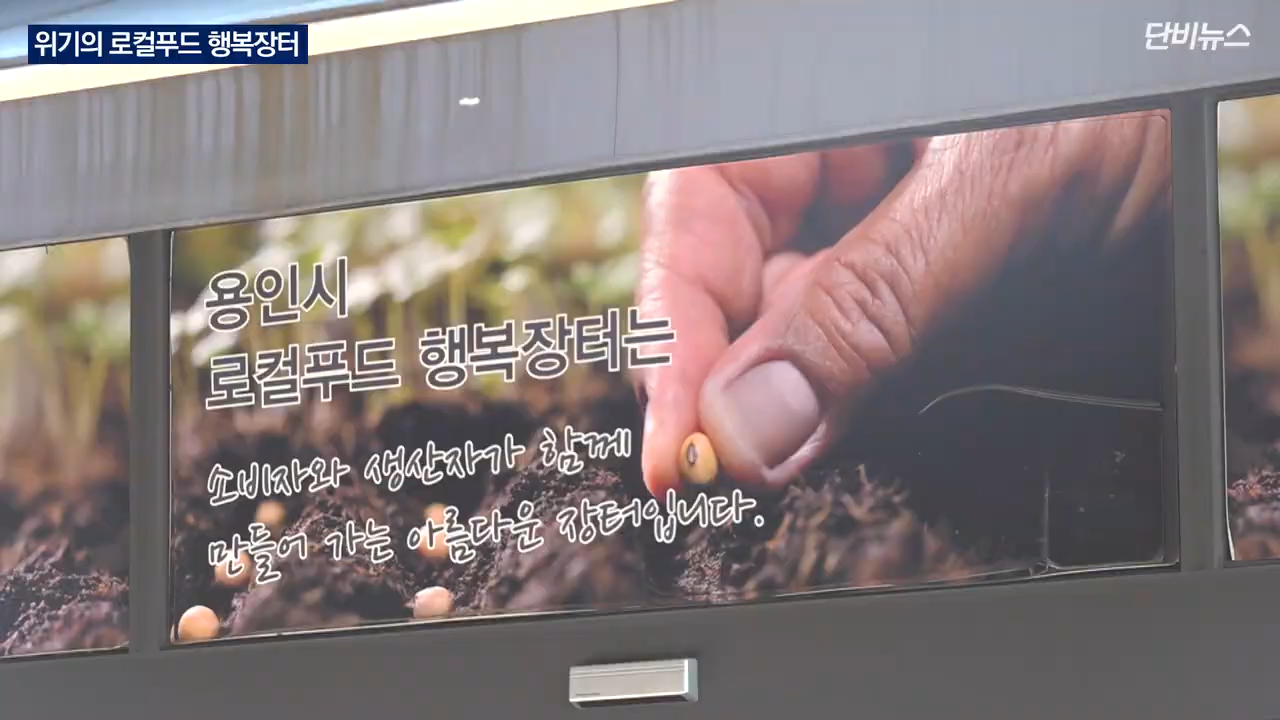 위기의 로컬푸드 행복장터
단비뉴스
용인시
로컬푸드 행복장터는
소비자와 생산자가 함께
만들어 가는 아름다운 장터입니다.